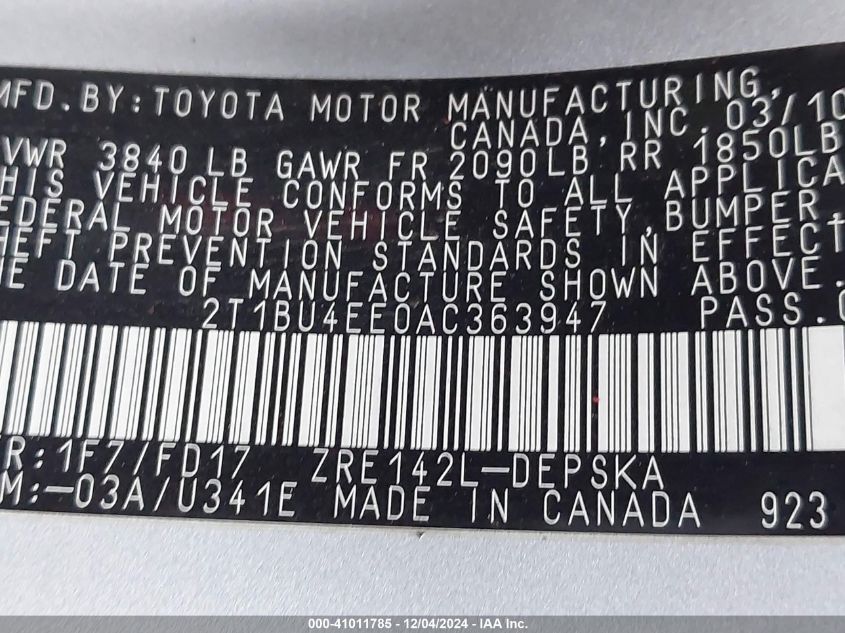 MFD.BY:TOYOTA MOTOR MANUFACTURING,
CANADA,INC. 03/10
VWR 3840 LB GAWR FR 2090LB RR 1850LB
HIS VEHICLE CONFORMS TO ALL APPLICA
EDERAL MOTOR VEHICLE SAFETY,BUMPER,
HEFT PREVENTION STANDARDS IN EFFECT
HE DATE OF MANUFACTURE SHOWN ABOVE.
2T1BU4EE0AC363947 PASS.C
R:1F7/FD17 ZRE142L-DEPSKA
M:-03A/U341E MADE IN CANADA 923
000-41011785 - 12/04/2024 - IAA Inc.